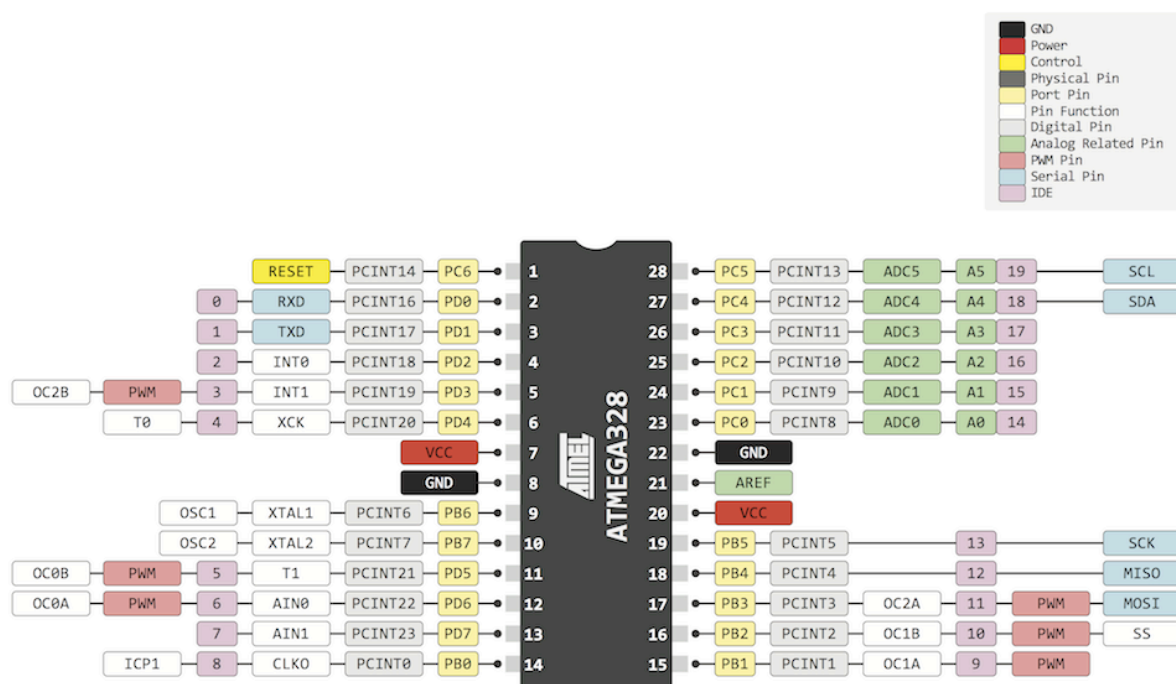 GND
Power
Control
Physical Pin
Port Pin
Pin Function
Digital Pin
Analog Related Pin
PWM Pin
Serial Pin
IDE
RESET PCINT14 PC6 1 28 PC5 PCINT13 ADC5 A5 19 SCL
0 RXD PCINT16 PD0 2 27 PC4 PCINT12 ADC4 A4 18 SDA
1 TXD PCINT17 PD1 3 26 PC3 PCINT11 ADC3 A3 17
2 INT0 PCINT18 PD2 4 25 PC2 PCINT10 ADC2 A2 16
OC2B PWM 3 INT1 PCINT19 PD3 5 24 PC1 PCINT9 ADC1 A1 15
T0 4 XCK PCINT20 PD4 6 23 PC0 PCINT8 ADC0 A0 14
VCC 7 22 GND
GND 8 21 AREF
OSC1 XTAL1 PCINT6 PB6 9 20 VCC
OSC2 XTAL2 PCINT7 PB7 10 19 PB5 PCINT5 13 SCK
OC0B PWM 5 T1 PCINT21 PD5 11 18 PB4 PCINT4 12 MISO
OC0A PWM 6 AIN0 PCINT22 PD6 12 17 PB3 PCINT3 OC2A 11 PWM MOSI
7 AIN1 PCINT23 PD7 13 16 PB2 PCINT2 OC1B 10 PWM SS
ICP1 8 CLKO PCINT0 PB0 14 15 PB1 PCINT1 OC1A 9 PWM
ATMEL
ATMEGA328